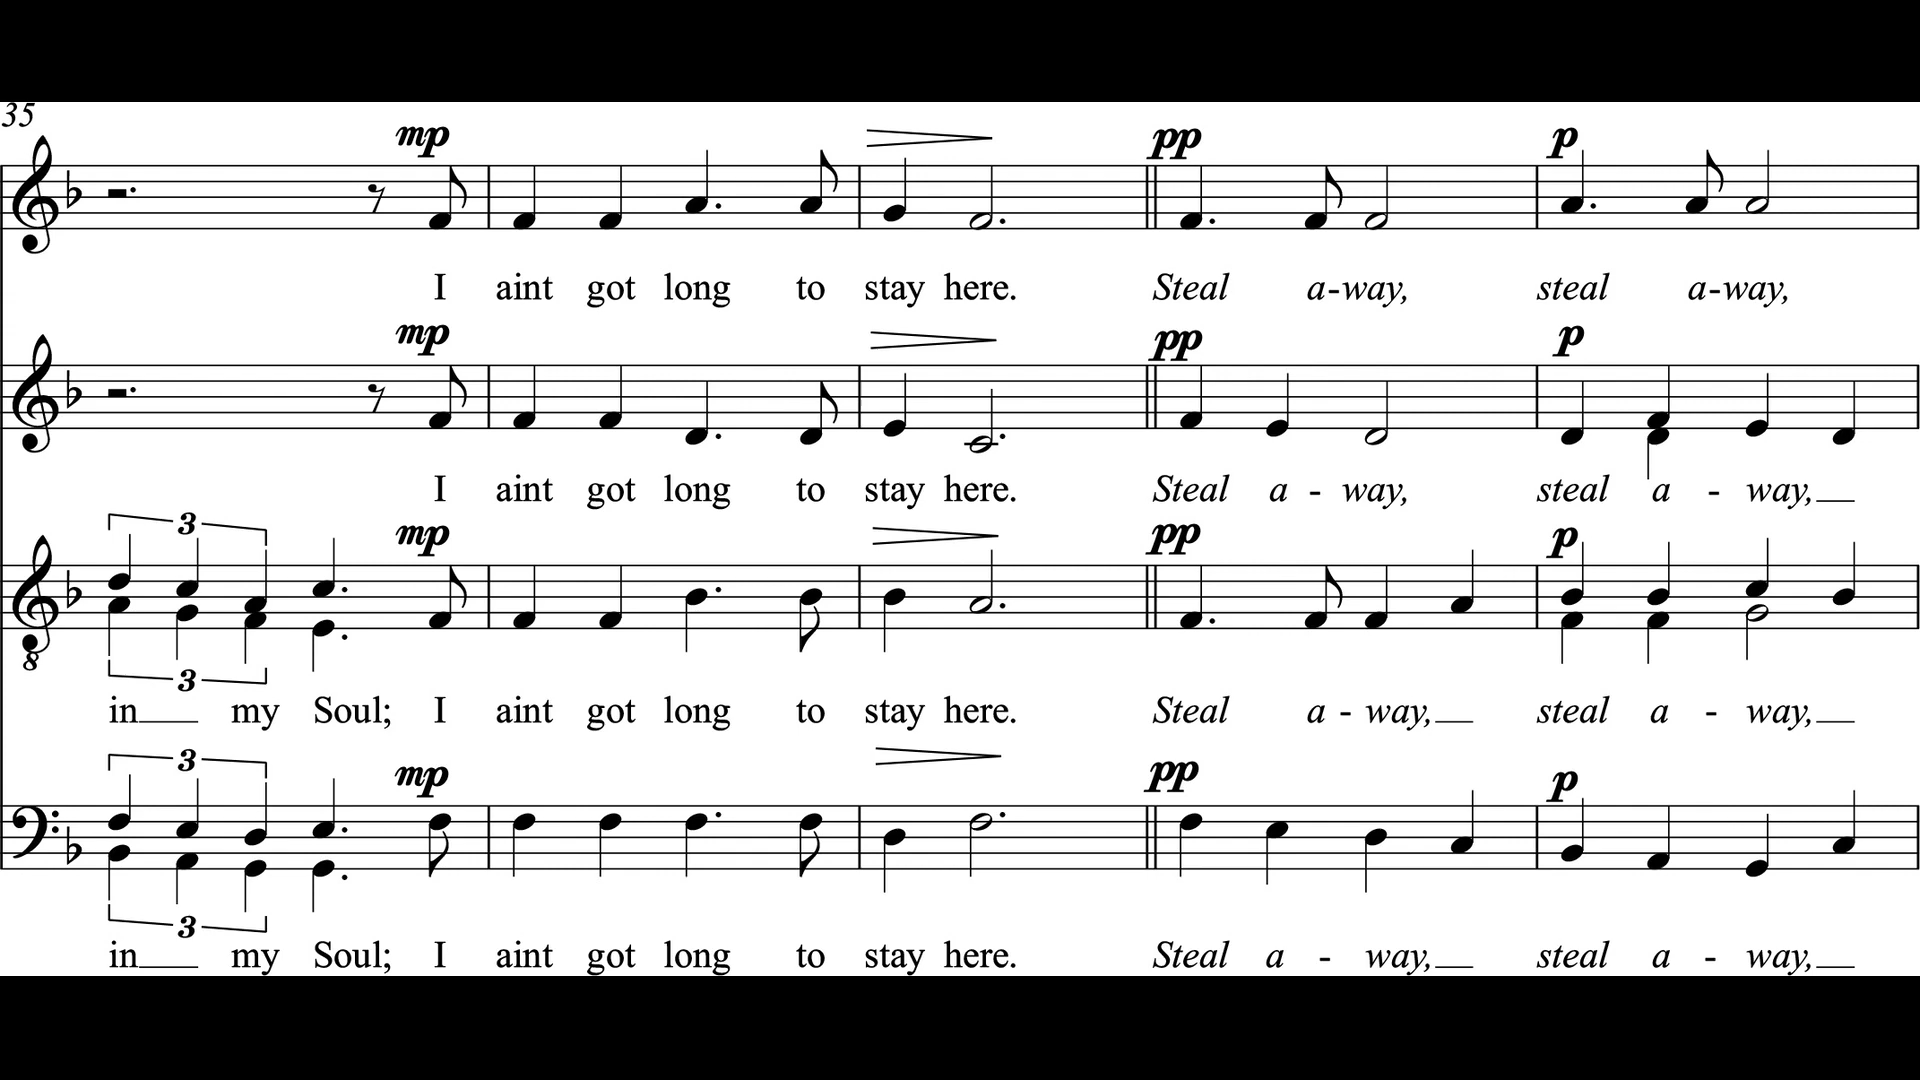 35
mp pp p
I aint got long to stay here. Steal a-way, steal a-way,
mp pp p
I aint got long to stay here. Steal a - way, steal a - way,
3 mp pp p
8
3
in my Soul; I aint got long to stay here. Steal a - way, steal a - way,
3 mp pp p
3
in my Soul; I aint got long to stay here. Steal a - way, steal a - way,